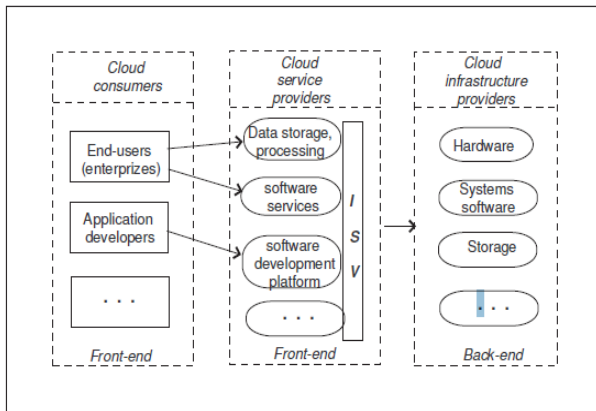 Cloud
consumers
End-users
(enterprizes)
Application
developers
. . .
Front-end
Cloud
service
providers
Data storage,
processing
software
services
software
development
platform
. . .
I
S
V
Front-end
Cloud
infrastructure
providers
Hardware
Systems
software
Storage
. . .
Back-end